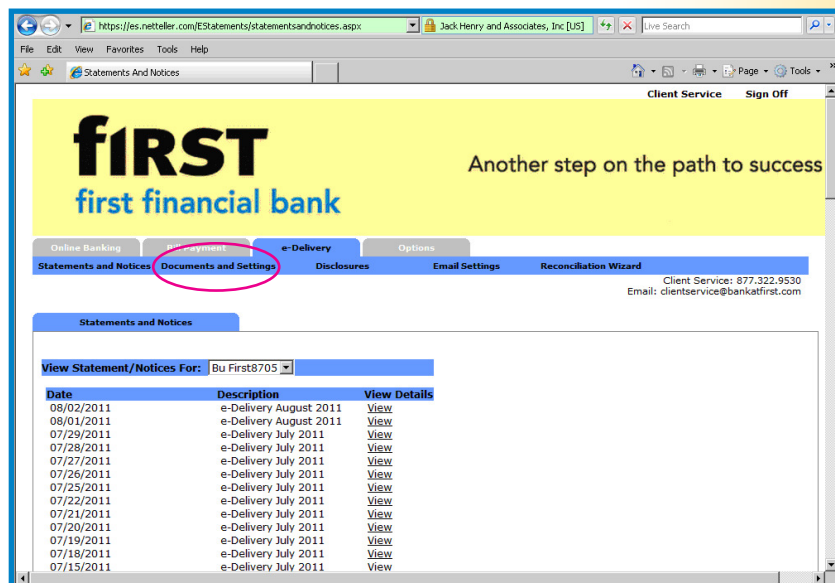 https://es.netteller.com/EStatements/statementsandnotices.aspx Jack Henry and Associates, Inc [US] Live Search
File Edit View Favorites Tools Help
Statements And Notices Page Tools
Client Service Sign Off
fiRST
first financial bank
Another step on the path to success
Online Banking Bill Payment e-Delivery Options
Statements and Notices Documents and Settings Disclosures Email Settings Reconciliation Wizard
Client Service: 877.322.9530
Email: clientservice@bankatfirst.com
Statements and Notices
View Statement/Notices For: Bu First8705
Date Description View Details
08/02/2011 e-Delivery August 2011 View
08/01/2011 e-Delivery August 2011 View
07/29/2011 e-Delivery July 2011 View
07/28/2011 e-Delivery July 2011 View
07/27/2011 e-Delivery July 2011 View
07/26/2011 e-Delivery July 2011 View
07/25/2011 e-Delivery July 2011 View
07/22/2011 e-Delivery July 2011 View
07/21/2011 e-Delivery July 2011 View
07/20/2011 e-Delivery July 2011 View
07/19/2011 e-Delivery July 2011 View
07/18/2011 e-Delivery July 2011 View
07/15/2011 e-Delivery July 2011 View